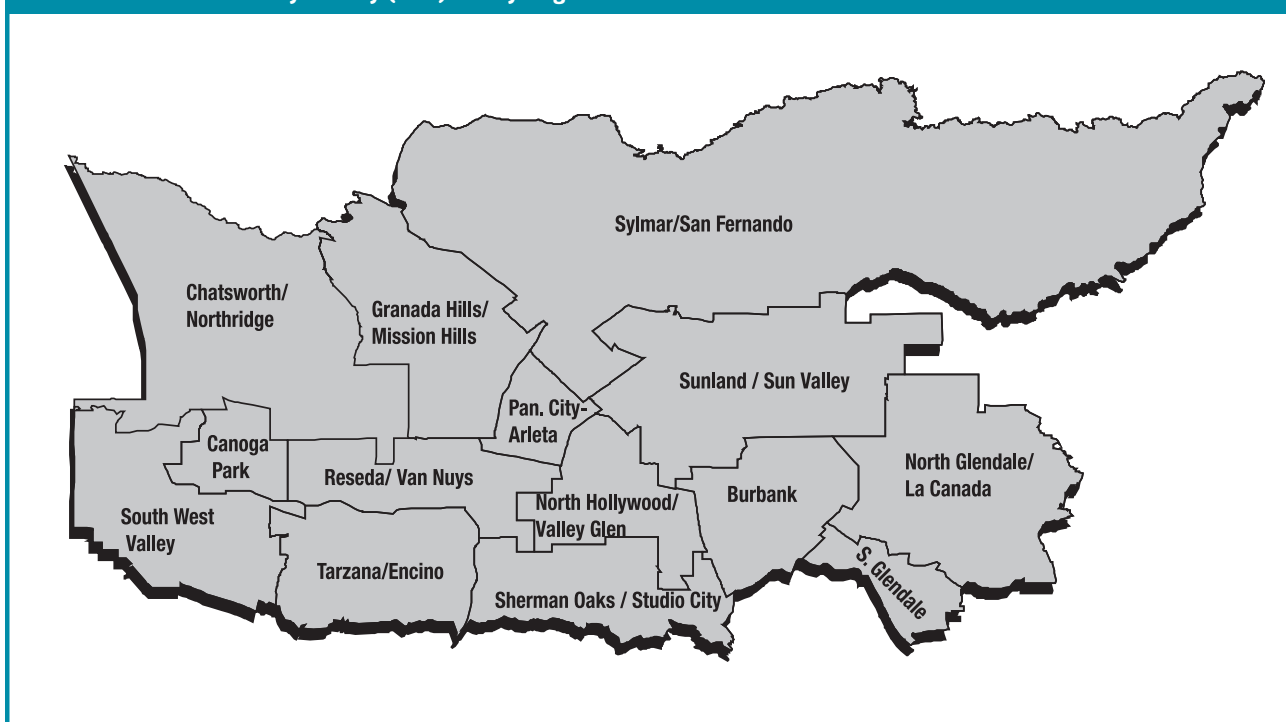 Sylmar/San Fernando
Chatsworth/
Northridge
Granada Hills/
Mission Hills
Sunland / Sun Valley
Pan. City-
Arleta
Canoga
Park
Reseda/ Van Nuys
North Glendale/
La Canada
Burbank
North Hollywood/
Valley Glen
South West
Valley
Tarzana/Encino
S. Glendale
Sherman Oaks / Studio City